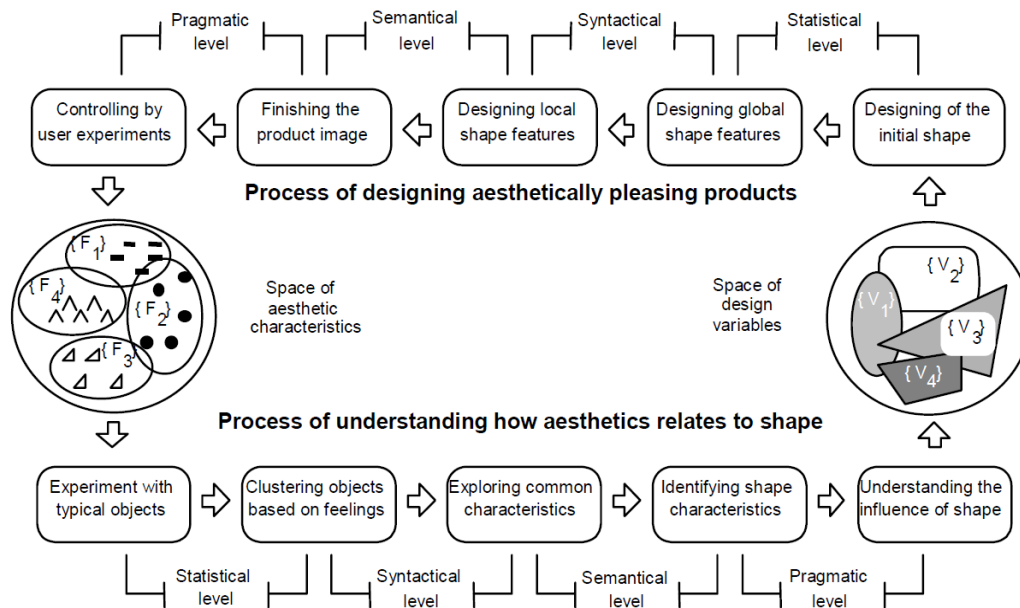 Pragmatic
level
Semantical
level
Syntactical
level
Statistical
level
Controlling by
user experiments
Finishing the
product image
Designing local
shape features
Designing global
shape features
Designing of the
initial shape
Process of designing aesthetically pleasing products
{ F1}
{ F4}
{ F2}
{ F3}
Space of
aesthetic
characteristics
Space of
design
variables
{ V2}
{ V1}
{ V3}
{ V4}
Process of understanding how aesthetics relates to shape
Experiment with
typical objects
Clustering objects
based on feelings
Exploring common
characteristics
Identifying shape
characteristics
Understanding the
influence of shape
Statistical
level
Syntactical
level
Semantical
level
Pragmatic
level